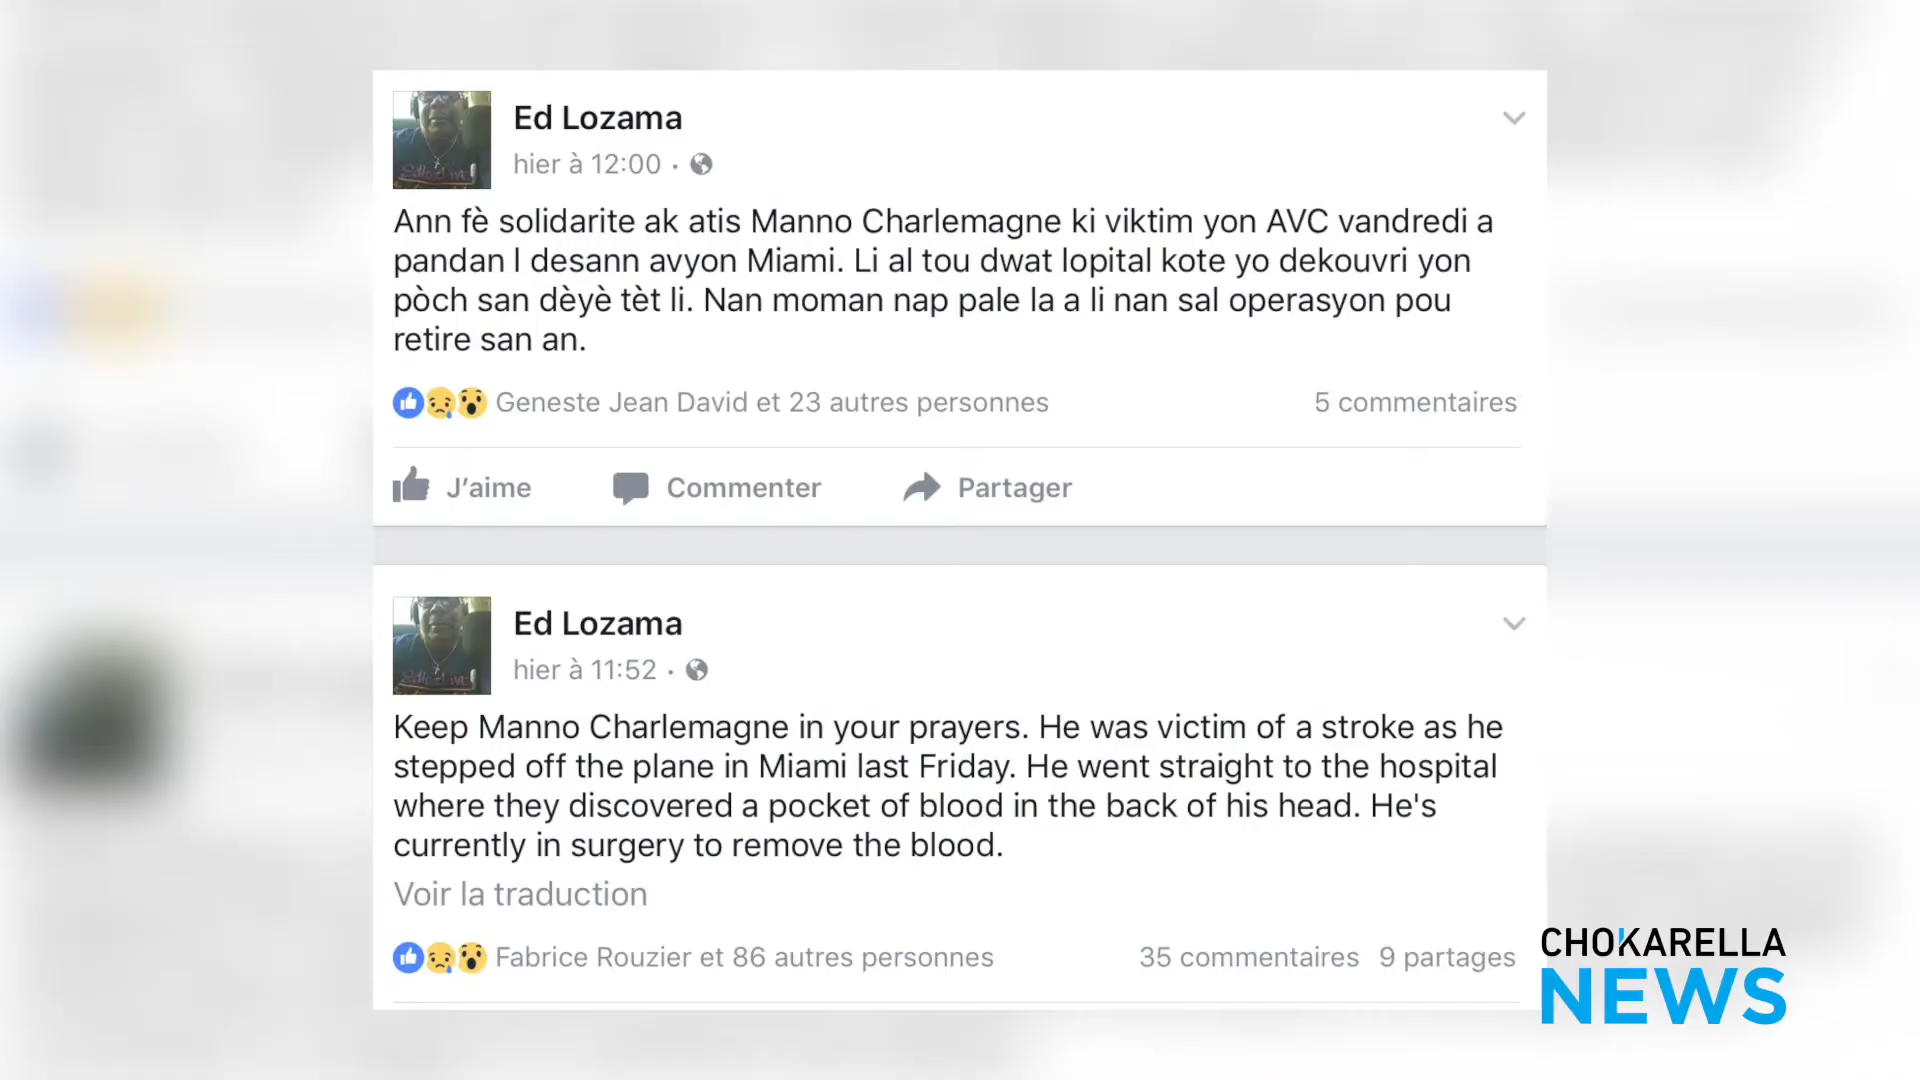 Ed Lozama
hier à 12:00 ·
Ann fè solidarite ak atis Manno Charlemagne ki viktim yon AVC vandredi a
pandan l desann avyon Miami. Li al tou dwat lopital kote yo dekouvri yon
pòch san dèyè tèt li. Nan moman nap pale la a li nan sal operasyon pou
retire san an.
Geneste Jean David et 23 autres personnes 5 commentaires
J'aime Commenter Partager
Ed Lozama
hier à 11:52 ·
Keep Manno Charlemagne in your prayers. He was victim of a stroke as he
stepped off the plane in Miami last Friday. He went straight to the hospital
where they discovered a pocket of blood in the back of his head. He's
currently in surgery to remove the blood.
Voir la traduction
Fabrice Rouzier et 86 autres personnes 35 commentaires 9 partages
CHOKARELLA
NEWS